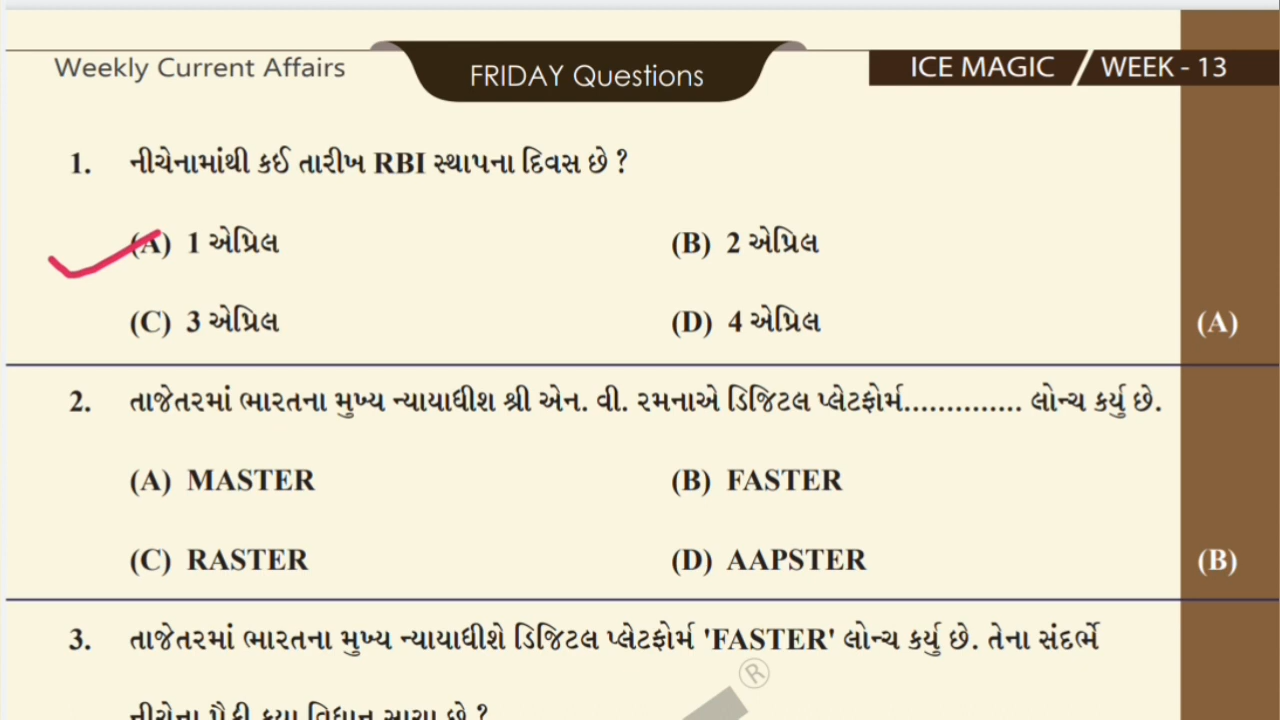 Weekly Current Affairs
FRIDAY Questions
ICE MAGIC / WEEK - 13
1. નીચેનામાંથી કઈ તારીખ RBI સ્થાપના દિવસ છે ?
(A) 1 એપ્રિલ (B) 2 એપ્રિલ
(C) 3 એપ્રિલ (D) 4 એપ્રિલ (A)
2. તાજેતરમાં ભારતના મુખ્ય ન્યાયાધીશ શ્રી એન. વી. રમનાએ ડિજિટલ પ્લેટફોર્મ.............. લોન્ચ કર્યુ છે.
(A) MASTER (B) FASTER
(C) RASTER (D) AAPSTER (B)
3. તાજેતરમાં ભારતના મુખ્ય ન્યાયાધીશે ડિજિટલ પ્લેટફોર્મ 'FASTER' લોન્ચ કર્યુ છે. તેના સંદર્ભે
નીચેના પૈકી કયા વિધાન સાચા છે ?
®